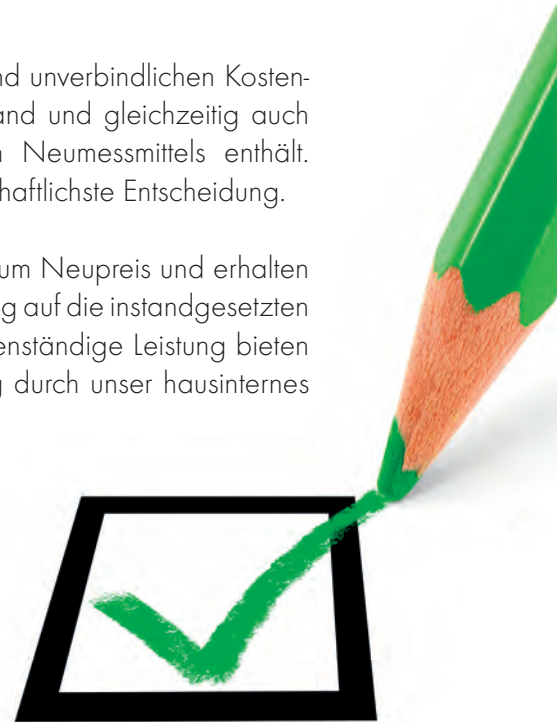 nd unverbindlichen Kosten-
and und gleichzeitig auch
n Neumessmittels enthält.
haftlichste Entscheidung.
um Neupreis und erhalten
g auf die instandgesetzten
enständige Leistung bieten
g durch unser hausinternes